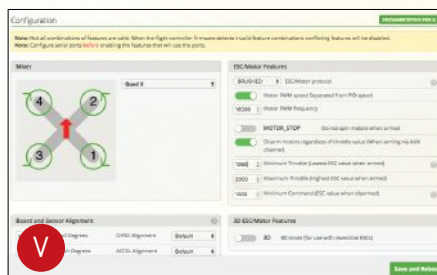 Configuration
DOCUMENTATION FOR
Note: Not all combinations of features are valid. When the flight controller firmware detects invalid feature combinations conflicting features will be disabled.
Note: Configure serial ports before enabling the features that will use the ports.
Mixer
Quad X
4
2
3
1
ESC/Motor Features
BRUSHED ESC/Motor protocol
Motor PWM speed Separated from PID speed
16000 Motor PWM frequency
MOTOR_STOP Do not spin motors when armed
Disarm motors regardless of throttle value (When arming via AUX channel)
Minimum Throttle (Lowest ESC value when armed)
2000 Maximum Throttle (Highest ESC value when armed)
1000 Minimum Command (ESC value when disarmed)
Board and Sensor Alignment
Degrees GYRO Alignment Default
Degrees ACCEL Alignment Default
V
3D ESC/Motor Features
3D 3D mode (for use with reversible ESCs)
Save and Reboo